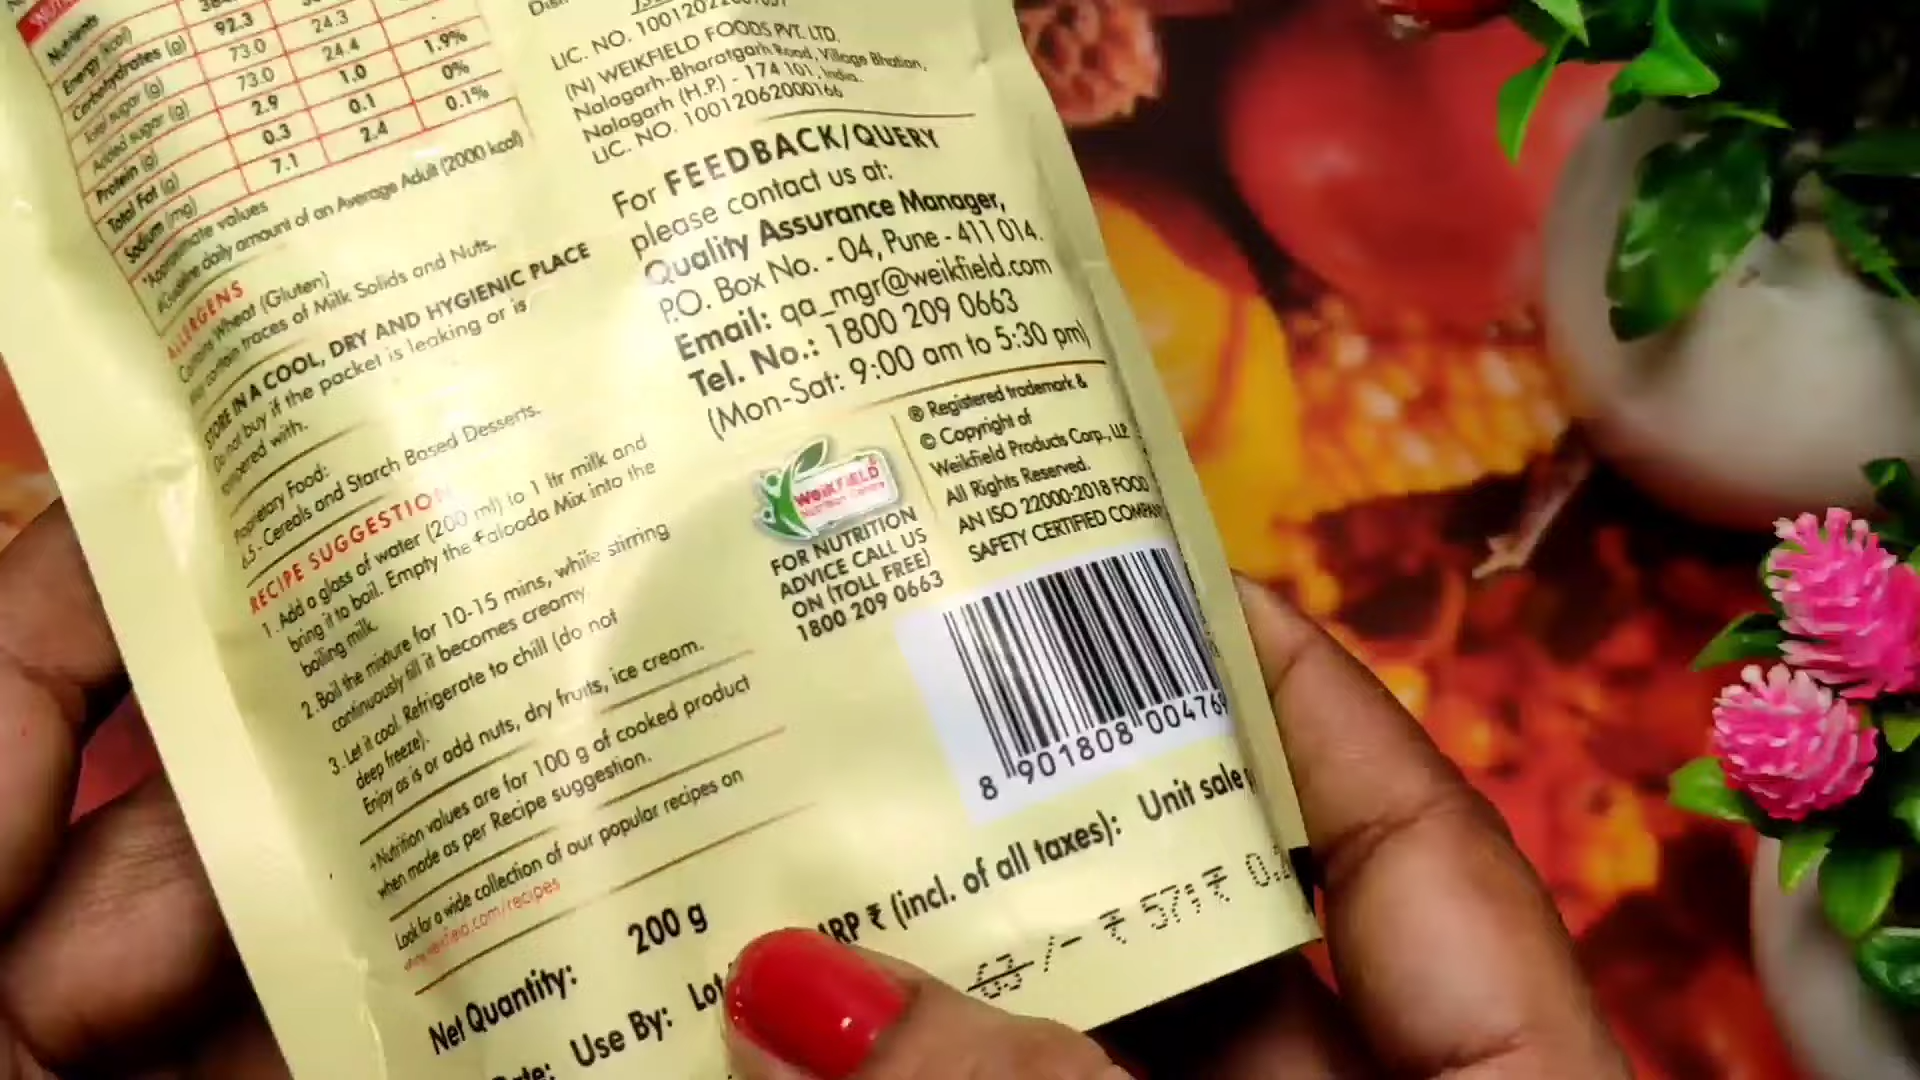 Nutrients
Energy (kcal)
Carbohydrates (g) 92.3 24.3
Total sugar (g) 73.0 24.4 1.9%
Added sugar (g) 73.0 1.0 0%
Protein (g) 2.9 0.1 0.1%
Total Fat (g) 0.3 2.4
Sodium (mg) 7.1
*Approximate values
#Guideline daily amount of an Average Adult (2000 kcal)
ALLERGENS
Contains Wheat (Gluten)
May contain traces of Milk Solids and Nuts.
STORE IN A COOL, DRY AND HYGIENIC PLACE
Do not buy if the packet is leaking or is
tampered with.
Proprietary Food:
6.5 - Cereals and Starch Based Desserts.
RECIPE SUGGESTION
1. Add a glass of water (200 ml) to 1 ltr milk and
bring it to boil. Empty the Falooda Mix into the
boiling milk.
2. Boil the mixture for 10-15 mins, while stirring
continuously till it becomes creamy.
3. Let it cool. Refrigerate to chill (do not
deep freeze).
Enjoy as is or add nuts, dry fruits, ice cream.
+Nutrition values are for 100 g of cooked product
when made as per Recipe suggestion.
Look for a wide collection of our popular recipes on
weikfield.com/recipes
Net Quantity: 200 g
Use By: Lot
LIC. NO.
(N) WEIKFIELD FOODS PVT. LTD.
Nalagarh-Bharatgarh Road, Village Bhatian,
Nalagarh (H.P.) - 174 101, India.
LIC. NO. 10012062000166
For FEEDBACK/QUERY
please contact us at:
Quality Assurance Manager,
P.O. Box No. - 04, Pune - 411 014.
Email: qa_mgr@weikfield.com
Tel. No.: 1800 209 0663
(Mon-Sat: 9:00 am to 5:30 pm)
WEIKFIELD
Nutrition Centre
FOR NUTRITION
ADVICE CALL US
ON (TOLL FREE)
1800 209 0663
® Registered trademark &
© Copyright of
Weikfield Products Corp., LLP.
All Rights Reserved.
AN ISO 22000:2018 FOOD
SAFETY CERTIFIED COMPANY
8 901808 004769
MRP ₹ (incl. of all taxes): Unit sale
63/- ₹ 57; ₹